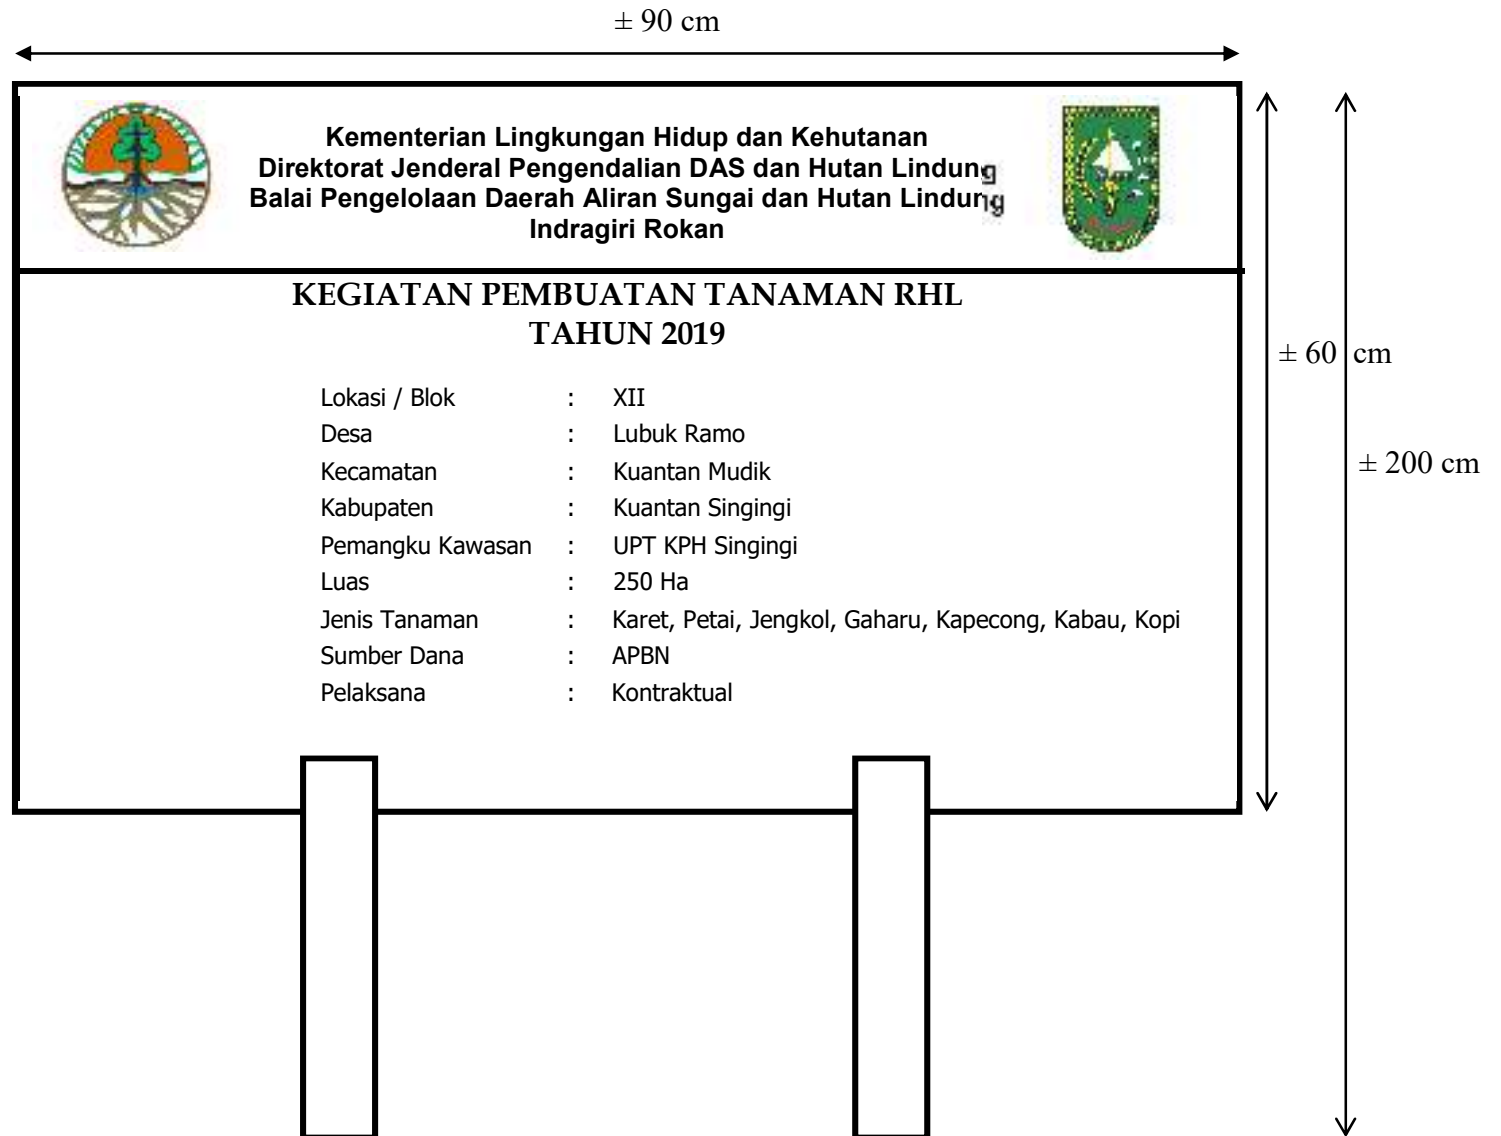 ± 90 cm
Kementerian Lingkungan Hidup dan Kehutanan
Direktorat Jenderal Pengendalian DAS dan Hutan Lindung
Balai Pengelolaan Daerah Aliran Sungai dan Hutan Lindung
Indragiri Rokan
KEGIATAN PEMBUATAN TANAMAN RHL
TAHUN 2019
± 60 cm
Lokasi / Blok : XII
Desa : Lubuk Ramo
Kecamatan : Kuantan Mudik
± 200 cm
Kabupaten : Kuantan Singingi
Pemangku Kawasan : UPT KPH Singingi
Luas : 250 Ha
Jenis Tanaman : Karet, Petai, Jengkol, Gaharu, Kapecong, Kabau, Kopi
Sumber Dana : APBN
Pelaksana : Kontraktual